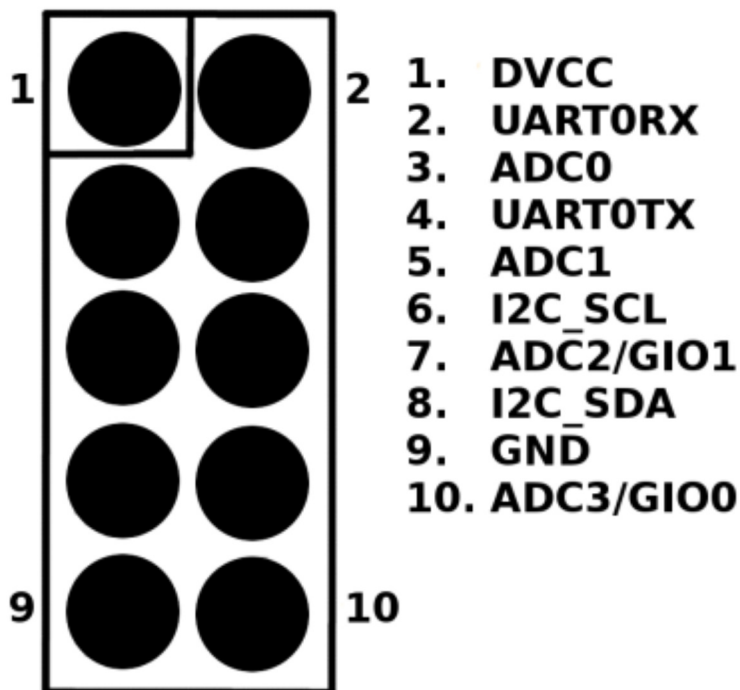 1
2
9
10
1. DVCC
2. UART0RX
3. ADC0
4. UART0TX
5. ADC1
6. I2C_SCL
7. ADC2/GIO1
8. I2C_SDA
9. GND
10. ADC3/GIO0